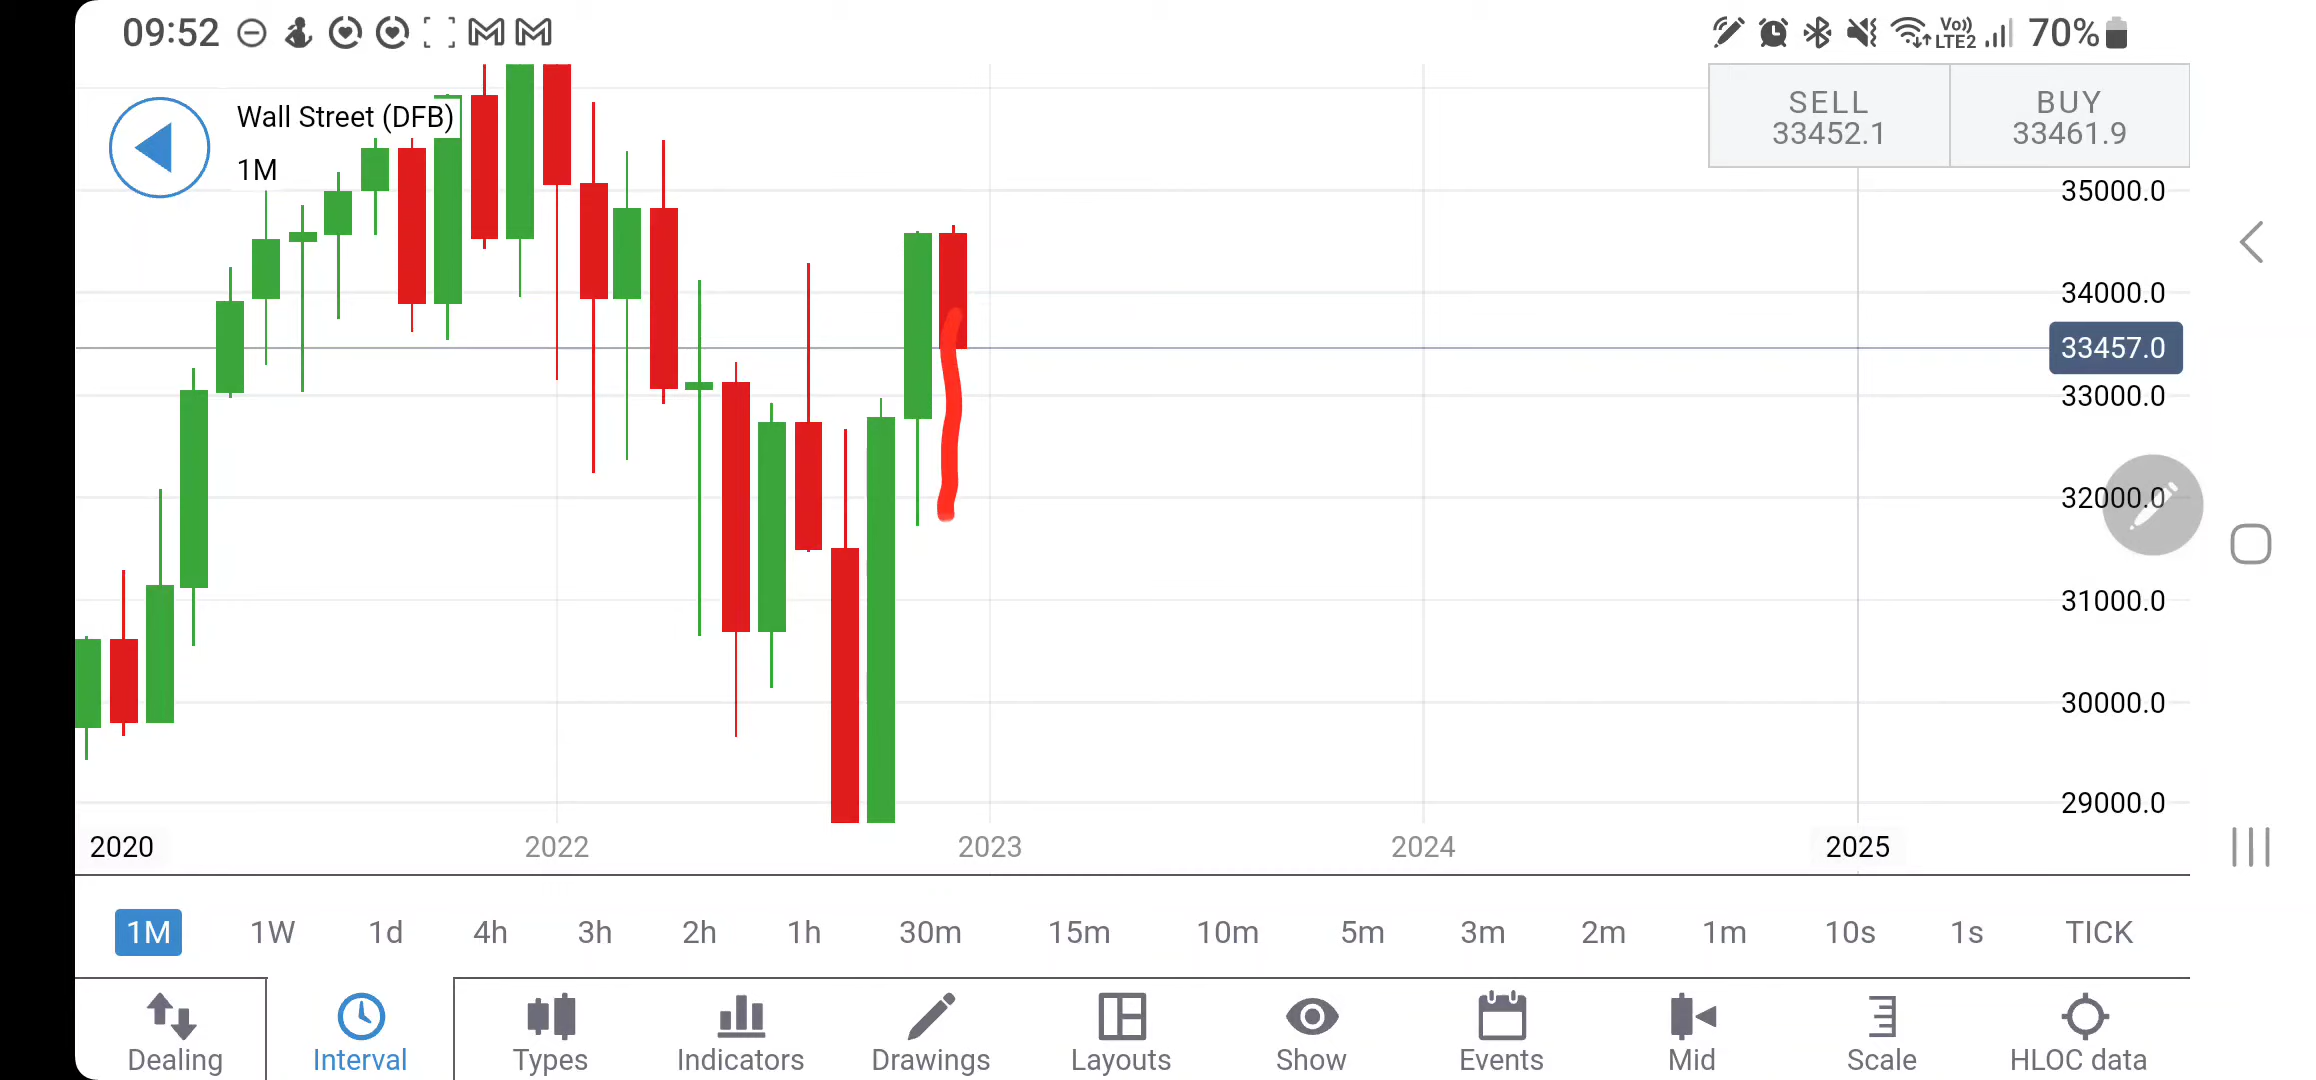 09:52
Vo))
LTE2
70%
Wall Street (DFB)
1M
SELL
33452.1
BUY
33461.9
35000.0
34000.0
33457.0
33000.0
32000.0
31000.0
30000.0
29000.0
2020 2022 2023 2024 2025
1M 1W 1d 4h 3h 2h 1h 30m 15m 10m 5m 3m 2m 1m 10s 1s TICK
Dealing Interval Types Indicators Drawings Layouts Show Events Mid Scale HLOC data